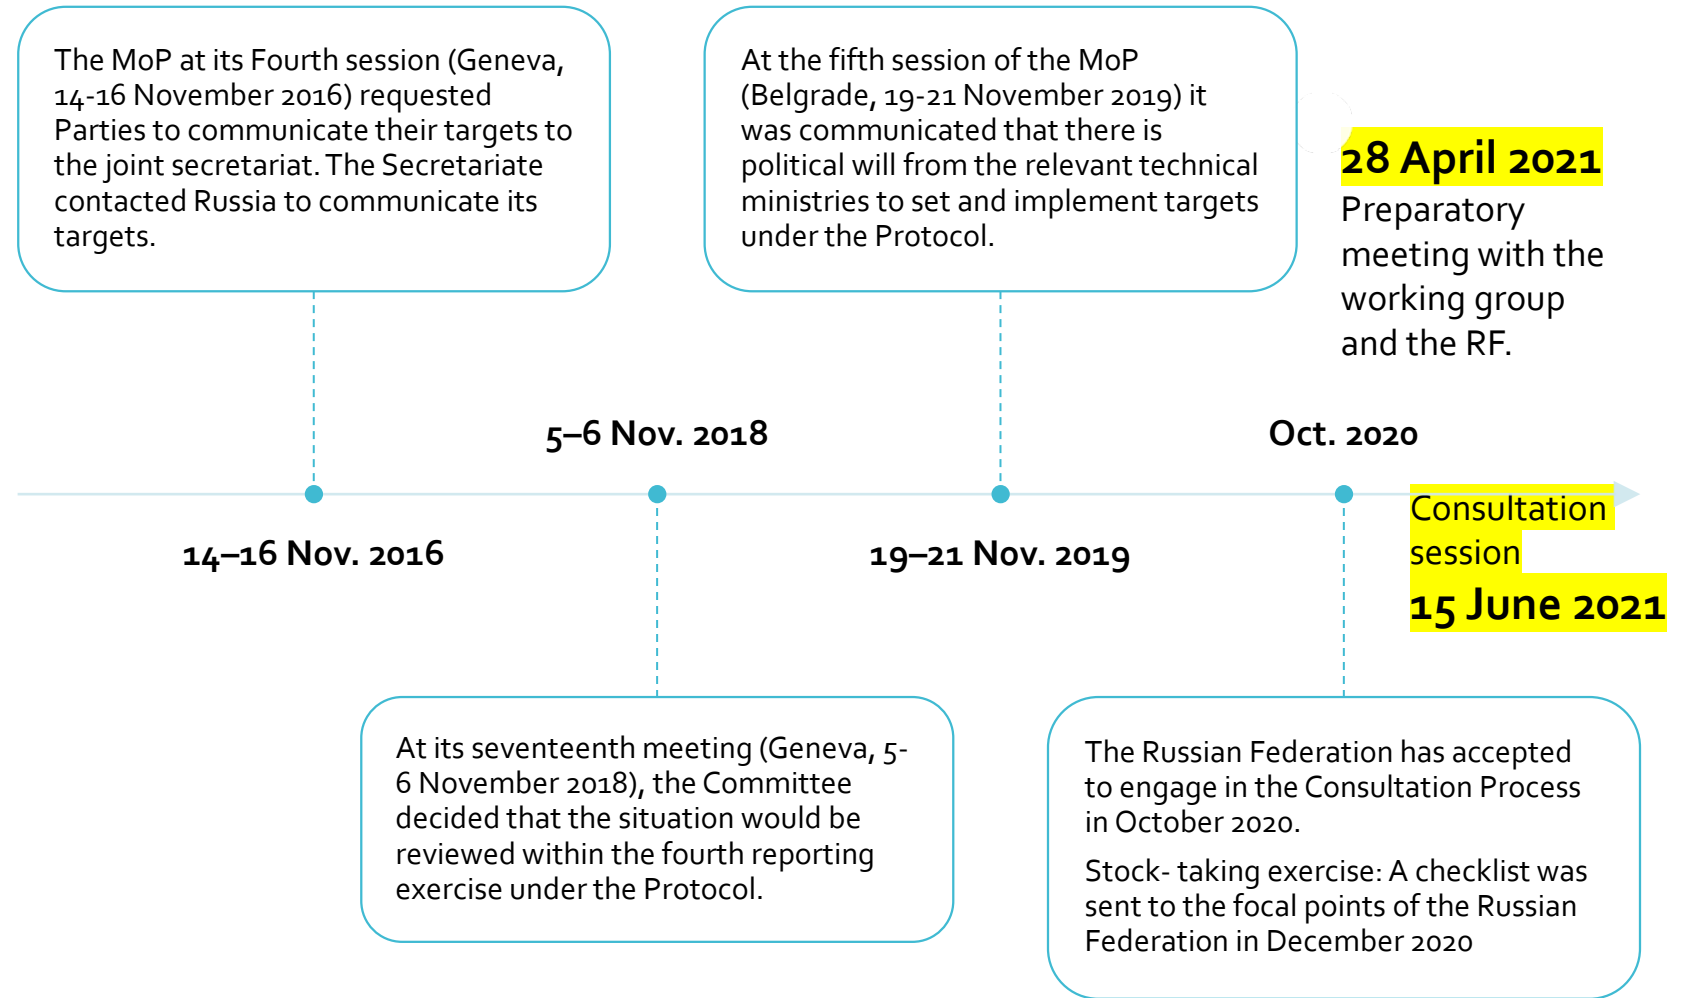 The MoP at its Fourth session (Geneva,
14-16 November 2016) requested
Parties to communicate their targets to
the joint secretariat. The Secretariate
contacted Russia to communicate its
targets.
At the fifth session of the MoP
(Belgrade, 19-21 November 2019) it
was communicated that there is
political will from the relevant technical
ministries to set and implement targets
under the Protocol.
28 April 2021
Preparatory
meeting with the
working group
and the RF.
5–6 Nov. 2018
Oct. 2020
14–16 Nov. 2016
19–21 Nov. 2019
Consultation
session
15 June 2021
At its seventeenth meeting (Geneva, 5-
6 November 2018), the Committee
decided that the situation would be
reviewed within the fourth reporting
exercise under the Protocol.
The Russian Federation has accepted
to engage in the Consultation Process
in October 2020.
Stock- taking exercise: A checklist was
sent to the focal points of the Russian
Federation in December 2020